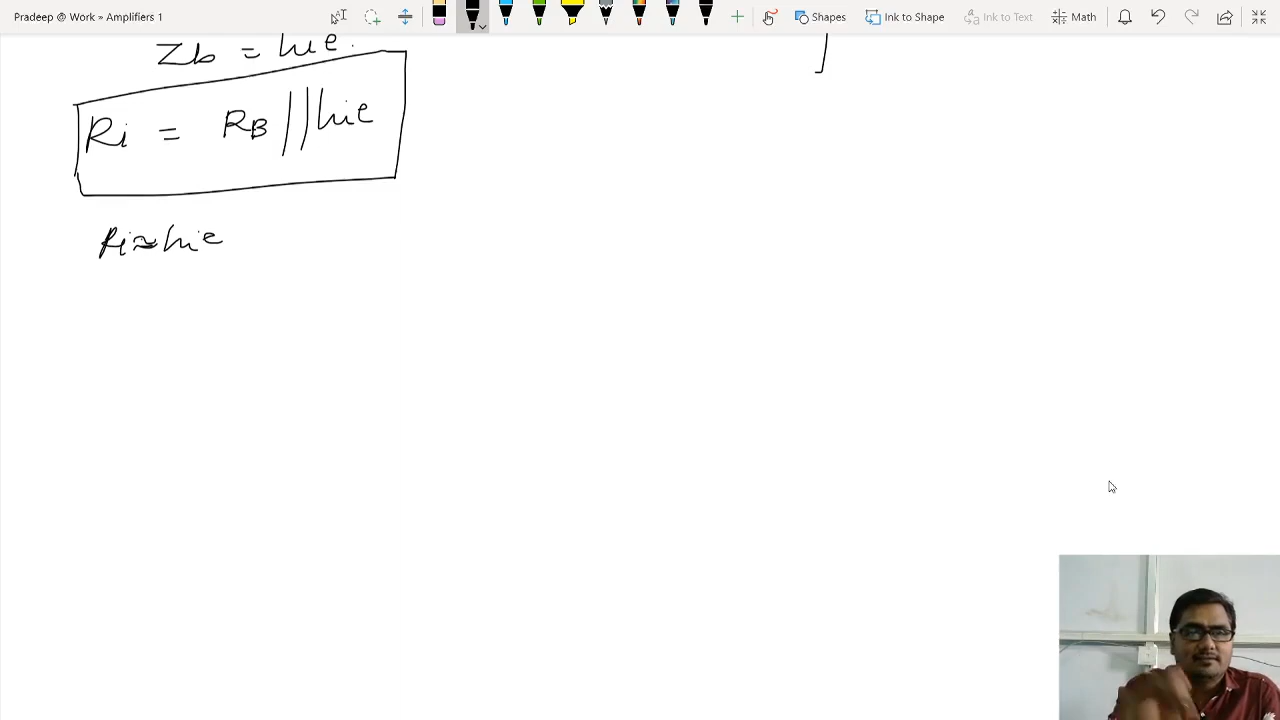 Pradeep @ Work » Amplifiers 1
Shapes
Ink to Shape
Ink to Text
Math
Zb = hie.
Ri = RB || hie
Ri ≈ hie